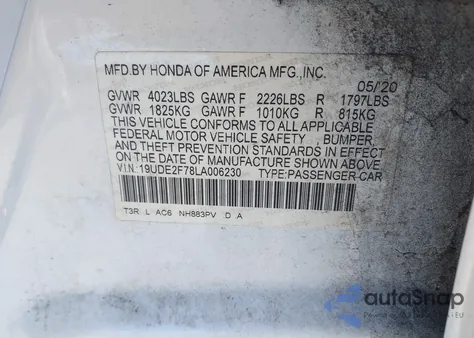 MFD.BY HONDA OF AMERICA MFG.,INC.
05/20
GVWR 4023LBS GAWR F 2226LBS R 1797LBS
GVWR 1825KG GAWR F 1010KG R 815KG
THIS VEHICLE CONFORMS TO ALL APPLICABLE
FEDERAL MOTOR VEHICLE SAFETY BUMPER,
AND THEFT PREVENTION STANDARDS IN EFFECT
ON THE DATE OF MANUFACTURE SHOWN ABOVE
V.I.N.: 19UDE2F78LA006230 TYPE:PASSENGER-CAR
T3R L AC6 NH883PV D A
autoSnap